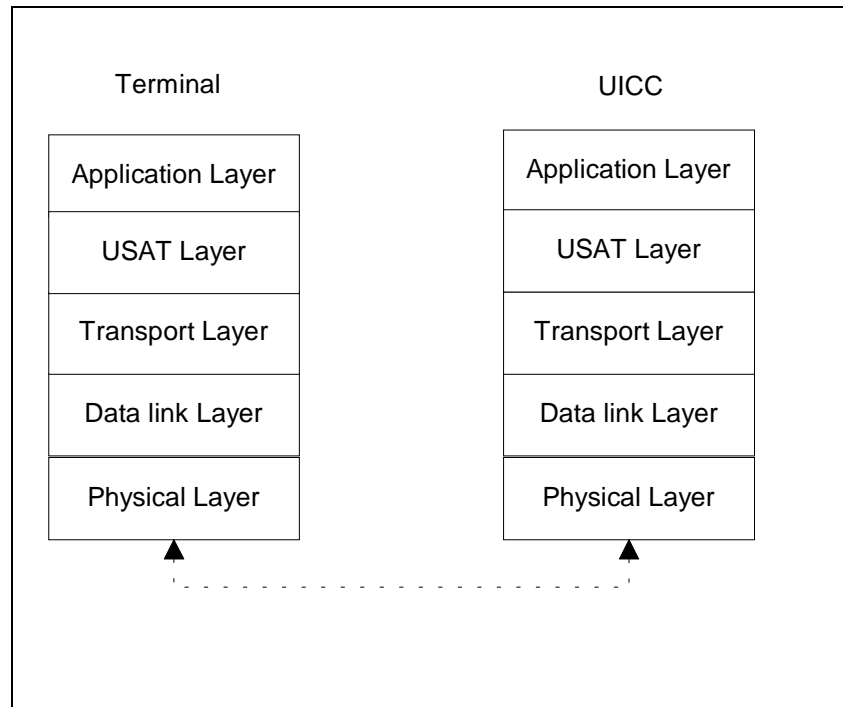 Terminal
UICC
Application Layer
Application Layer
USAT Layer
USAT Layer
Transport Layer
Transport Layer
Data link Layer
Data link Layer
Physical Layer
Physical Layer